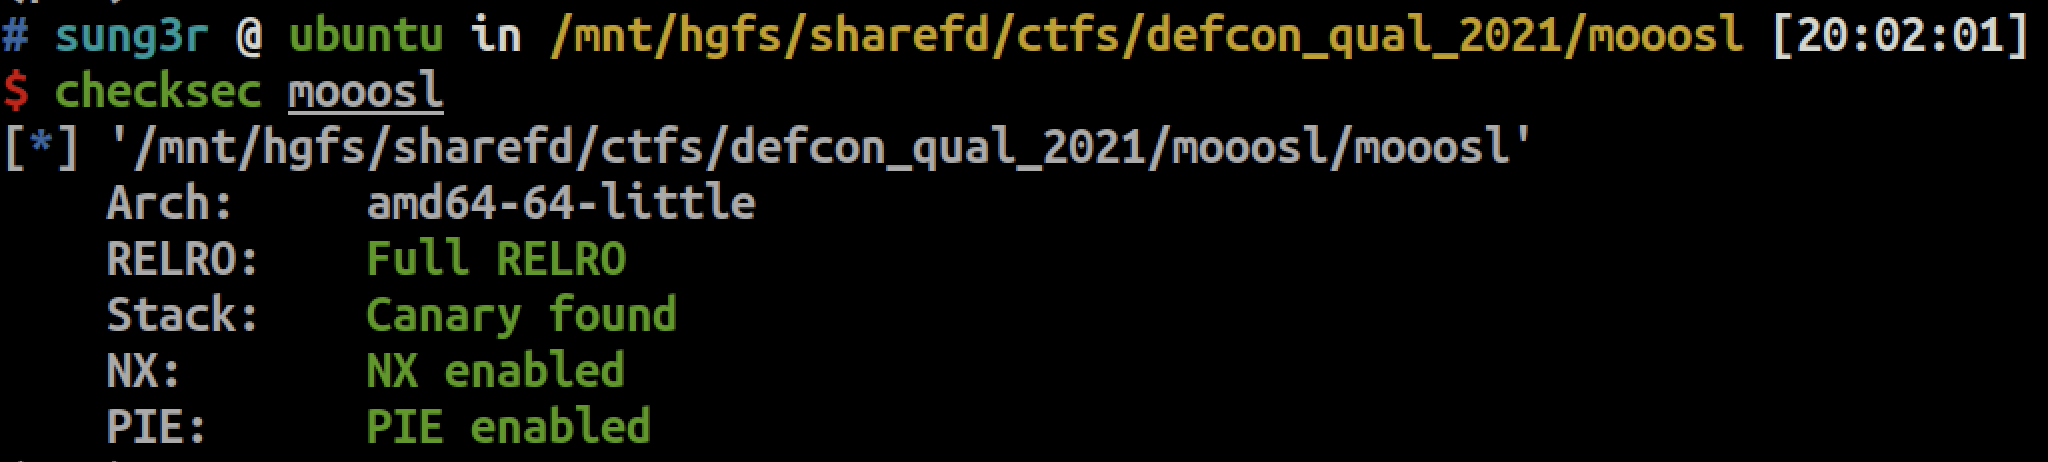 # sung3r @ ubuntu in /mnt/hgfs/sharefd/ctfs/defcon_qual_2021/mooosl [20:02:01]
$ checksec mooosl
[*] '/mnt/hgfs/sharefd/ctfs/defcon_qual_2021/mooosl/mooosl'
Arch: amd64-64-little
RELRO: Full RELRO
Stack: Canary found
NX: NX enabled
PIE: PIE enabled